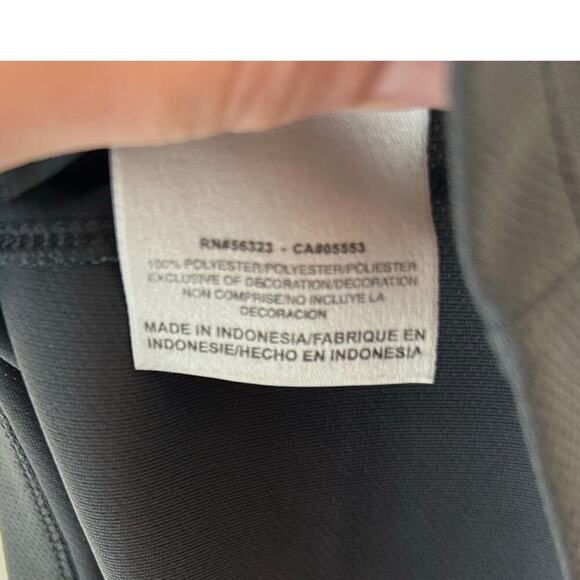 RN#56323 - CA#05553
100% POLYESTER/POLYESTER/POLIESTER
EXCLUSIVE OF DECORATION/DECORATION
NON COMPRISE/NO INCLUYE LA
DECORACION
MADE IN INDONESIA/FABRIQUE EN
INDONESIE/HECHO EN INDONESIA